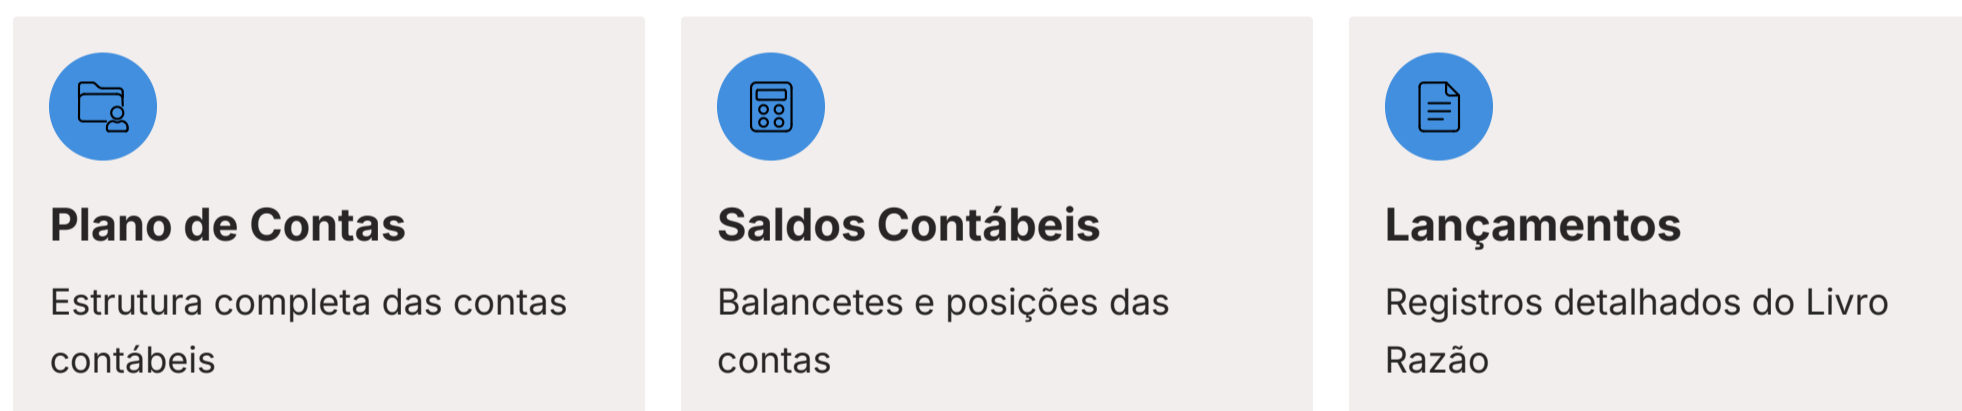 Plano de Contas
Estrutura completa das contas
contábeis
Saldos Contábeis
Balancetes e posições das
contas
Lançamentos
Registros detalhados do Livro
Razão